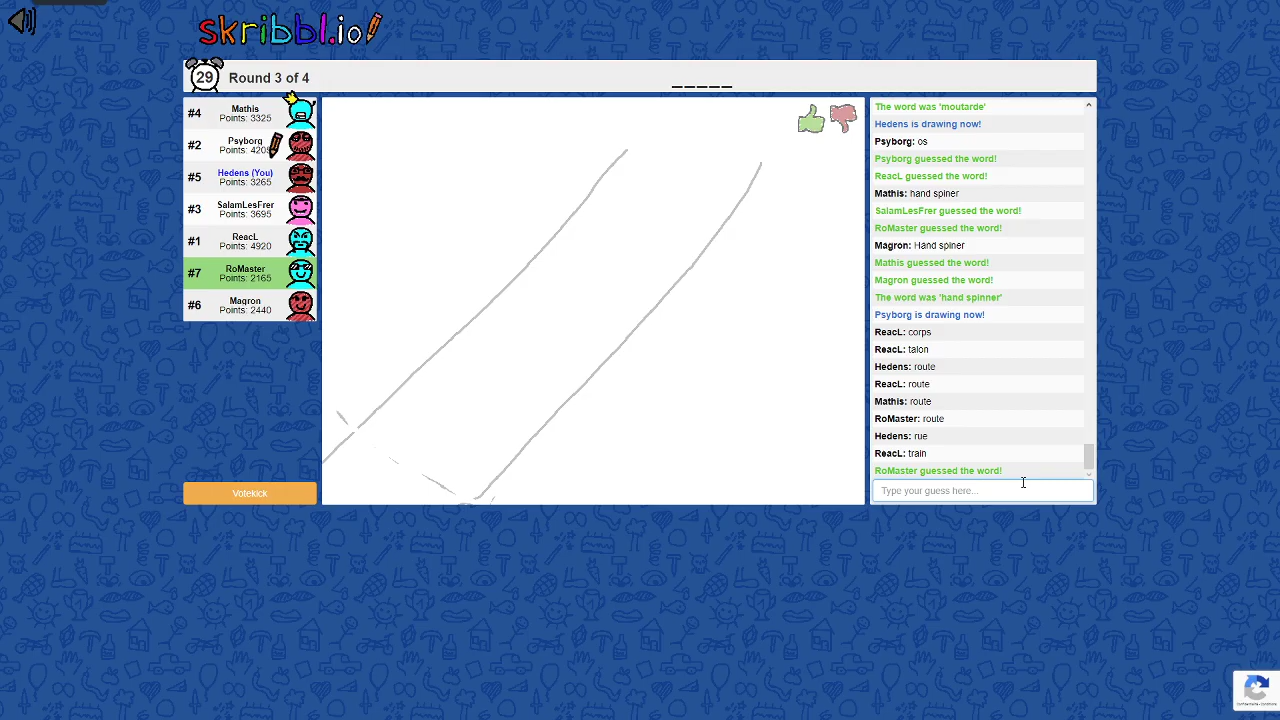 skribbl.io
29 Round 3 of 4 _____
#4 Mathis
Points: 3325
#2 Psyborg
Points: 4205
#5 Hedens (You)
Points: 3265
#3 SalamLesFrer
Points: 3695
#1 ReacL
Points: 4920
#7 RoMaster
Points: 2165
#6 Magron
Points: 2440
Votekick
The word was 'moutarde'
Hedens is drawing now!
Psyborg: os
Psyborg guessed the word!
ReacL guessed the word!
Mathis: hand spiner
SalamLesFrer guessed the word!
RoMaster guessed the word!
Magron: Hand spiner
Mathis guessed the word!
Magron guessed the word!
The word was 'hand spinner'
Psyborg is drawing now!
ReacL: corps
ReacL: talon
Hedens: route
ReacL: route
Mathis: route
RoMaster: route
Hedens: rue
ReacL: train
RoMaster guessed the word!
Type your guess here...